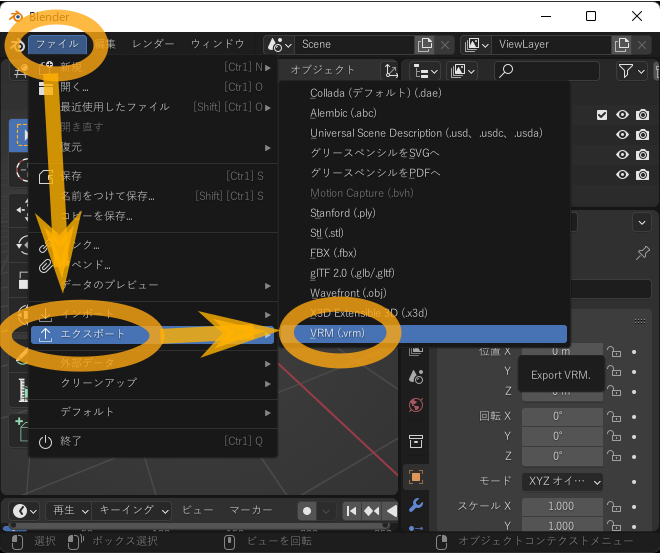 Blender
ファイル 編集 レンダー ウィンドウ Scene ViewLayer
新規 [Ctrl] N
オブジェクト
開く... [Ctrl] O
最近使用したファイル [Shift] [Ctrl] O
開き直す
復元
保存 [Ctrl] S
名前をつけて保存... [Shift] [Ctrl] S
コピーを保存...
リンク...
アペンド...
データのプレビュー
インポート
エクスポート
外部データ
クリーンアップ
デフォルト
終了 [Ctrl] Q
Collada (デフォルト) (.dae)
Alembic (.abc)
Universal Scene Description (.usd、.usdc、.usda)
グリースペンシルをSVGへ
グリースペンシルをPDFへ
Motion Capture (.bvh)
Stanford (.ply)
Stl (.stl)
FBX (.fbx)
glTF 2.0 (.glb/.gltf)
Wavefront (.obj)
X3D Extensible 3D (.x3d)
VRM (.vrm)
Export VRM.
位置 X 0 m
Y
Z 0 m
回転 X 0°
Y 0°
Z 0°
モード XYZ オイ…
スケール X 1.000
Y 1.000
再生 キーイング ビュー マーカー
選択 ボックス選択 ビューを回転 オブジェクトコンテクストメニュー